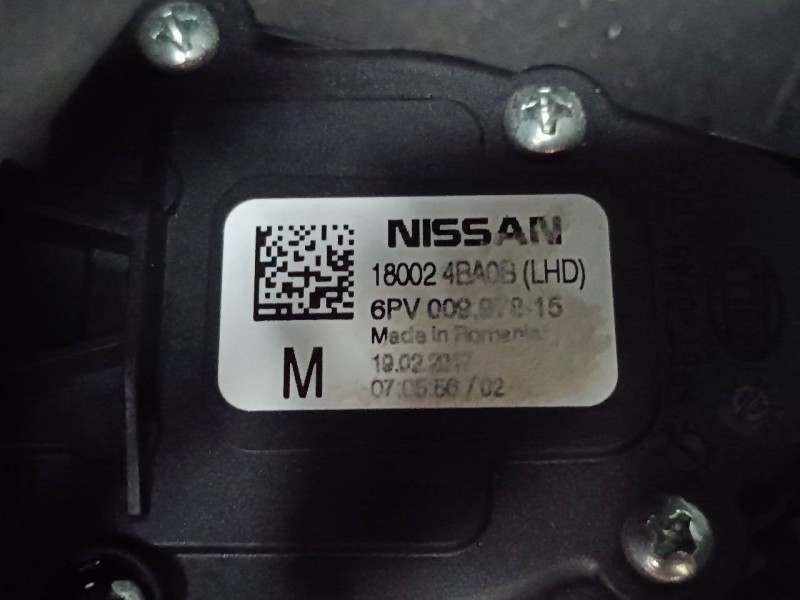 NISSAN
18002 4BA0B (LHD)
6PV 009.978-15
Made in Romania
19.02.2017
07:05:56 / 02
M